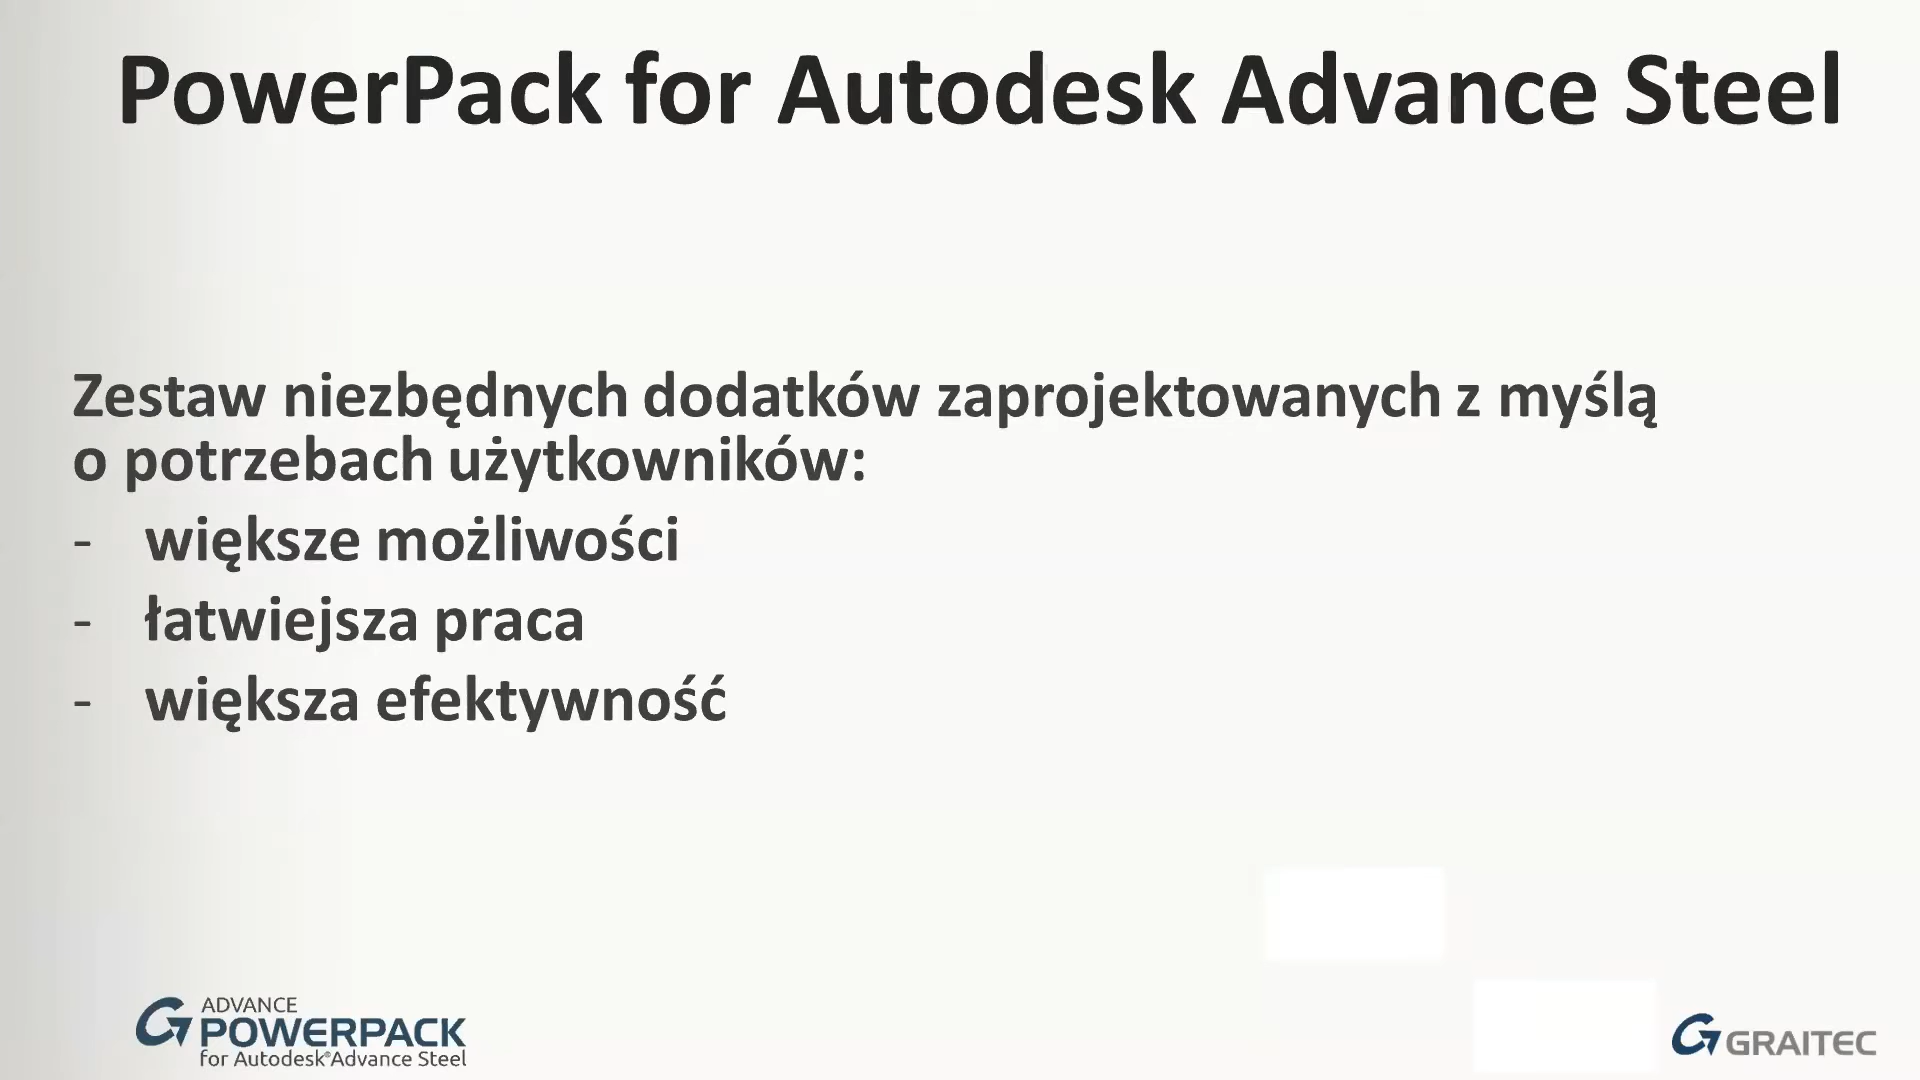 PowerPack for Autodesk Advance Steel
Zestaw niezbędnych dodatków zaprojektowanych z myślą
o potrzebach użytkowników:
- większe możliwości
- łatwiejsza praca
- większa efektywność
ADVANCE
POWERPACK
for Autodesk® Advance Steel
GRAITEC